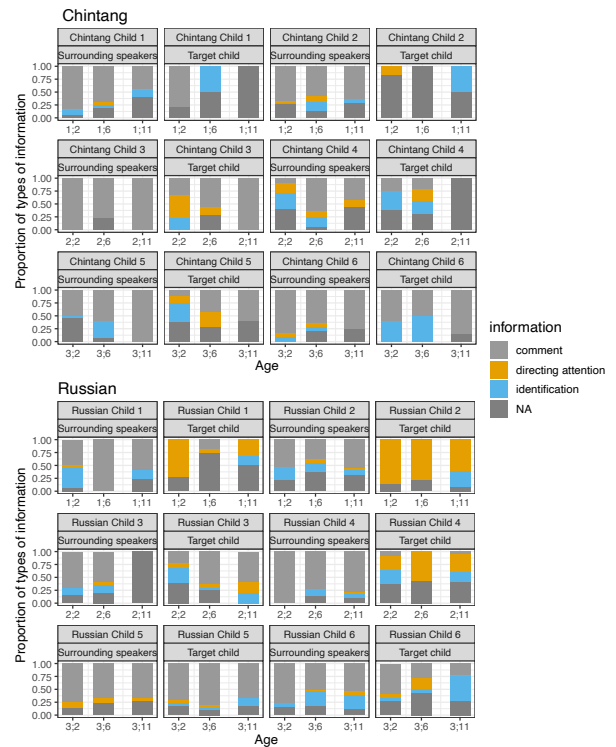 Chintang
Chintang Child 1 Chintang Child 1 Chintang Child 2 Chintang Child 2
Surrounding speakers Target child Surrounding speakers Target child
1.00
0.75
0.50
0.25
0.00
1;2 1;6 1;11 1;2 1;6 1;11 1;2 1;6 1;11 1;2 1;6 1;11
Chintang Child 3 Chintang Child 3 Chintang Child 4 Chintang Child 4
Surrounding speakers Target child Surrounding speakers Target child
1.00
0.75
0.50
0.25
0.00
2;2 2;6 2;11 2;2 2;6 2;11 2;2 2;6 2;11 2;2 2;6 2;11
Chintang Child 5 Chintang Child 5 Chintang Child 6 Chintang Child 6
Surrounding speakers Target child Surrounding speakers Target child
1.00
0.75
0.50
0.25
0.00
3;2 3;6 3;11 3;2 3;6 3;11 3;2 3;6 3;11 3;2 3;6 3;11
Age
Proportion of types of information
information
comment
directing attention
identification
NA
Russian
Russian Child 1 Russian Child 1 Russian Child 2 Russian Child 2
Surrounding speakers Target child Surrounding speakers Target child
1.00
0.75
0.50
0.25
0.00
1;2 1;6 1;11 1;2 1;6 1;11 1;2 1;6 1;11 1;2 1;6 1;11
Russian Child 3 Russian Child 3 Russian Child 4 Russian Child 4
Surrounding speakers Target child Surrounding speakers Target child
1.00
0.75
0.50
0.25
0.00
2;2 2;6 2;11 2;2 2;6 2;11 2;2 2;6 2;11 2;2 2;6 2;11
Russian Child 5 Russian Child 5 Russian Child 6 Russian Child 6
Surrounding speakers Target child Surrounding speakers Target child
1.00
0.75
0.50
0.25
0.00
3;2 3;6 3;11 3;2 3;6 3;11 3;2 3;6 3;11 3;2 3;6 3;11
Age
Proportion of types of information